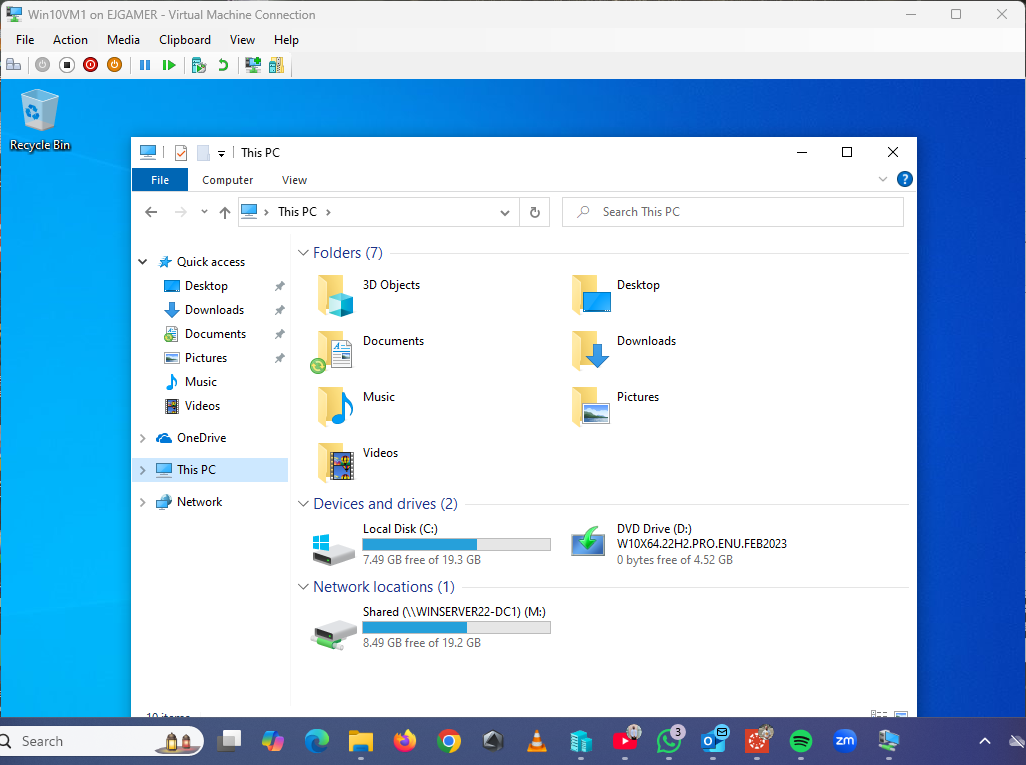 Win10VM1 on EJGAMER - Virtual Machine Connection
File Action Media Clipboard View Help
Recycle Bin
This PC
File Computer View
This PC
Search This PC
Quick access
Desktop
Downloads
Documents
Pictures
Music
Videos
OneDrive
This PC
Network
Folders (7)
3D Objects
Desktop
Documents
Downloads
Music
Pictures
Videos
Devices and drives (2)
Local Disk (C:)
7.49 GB free of 19.3 GB
DVD Drive (D:)
W10X64.22H2.PRO.ENU.FEB2023
0 bytes free of 4.52 GB
Network locations (1)
Shared (\\WINSERVER22-DC1) (M:)
8.49 GB free of 19.2 GB
10 items
Search
3
zm